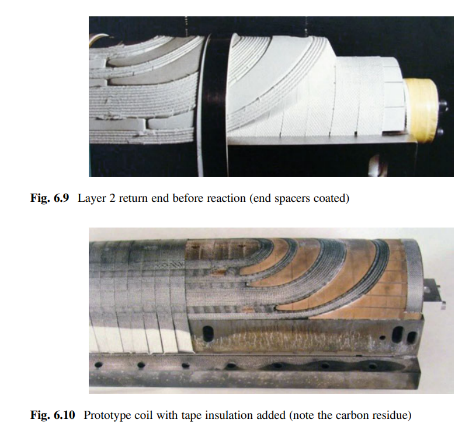 Fig. 6.9 Layer 2 return end before reaction (end spacers coated)
Fig. 6.10 Prototype coil with tape insulation added (note the carbon residue)